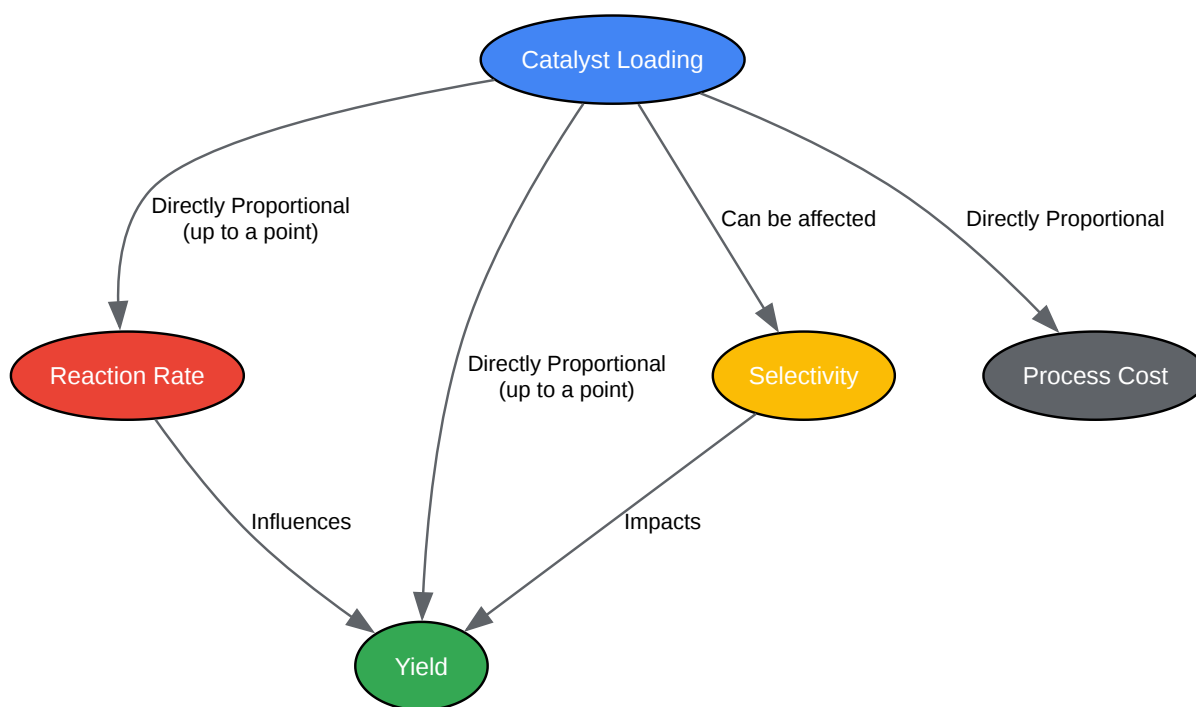 Catalyst Loading
Directly Proportional
(up to a point)
Can be affected
Directly Proportional
Directly Proportional
(up to a point)
Reaction Rate
Selectivity
Process Cost
Influences
Impacts
Yield